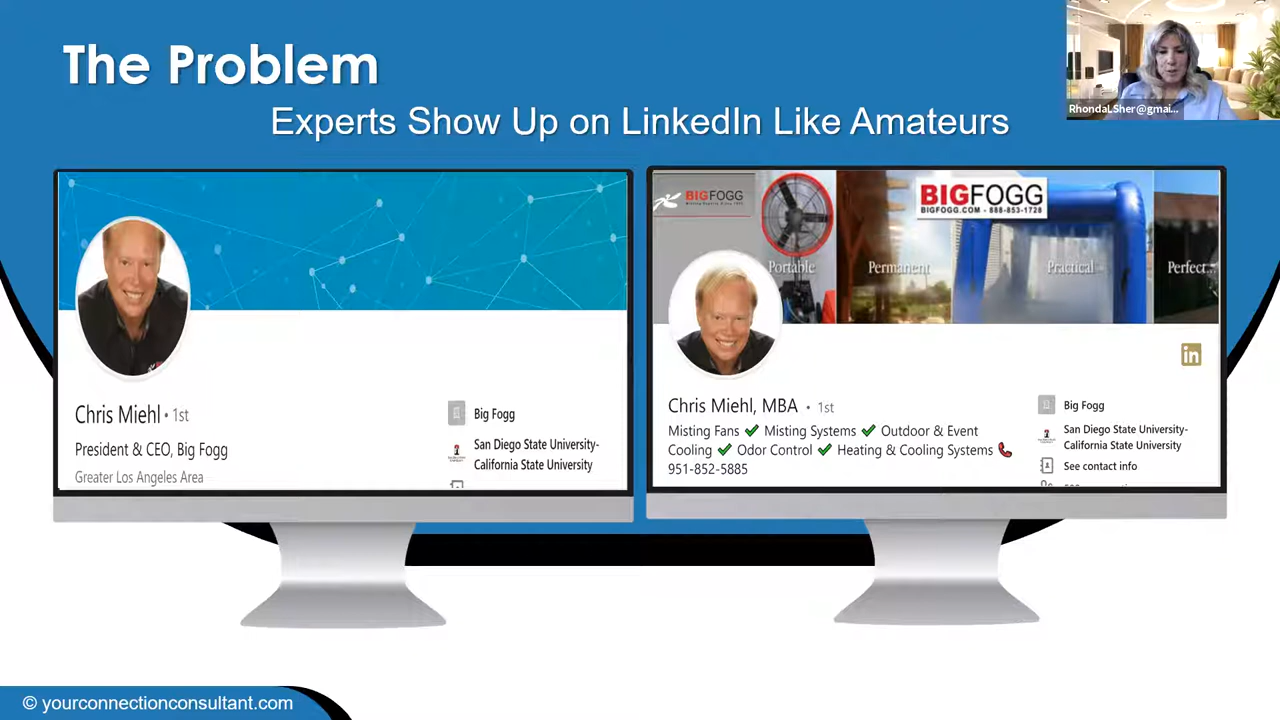 The Problem
Experts Show Up on LinkedIn Like Amateurs
RhondaLSher@gmai...
Chris Miehl • 1st
President & CEO, Big Fogg
Greater Los Angeles Area
Big Fogg
San Diego State University-
California State University
BIGFOGG
BIGFOGG
BIGFOGG.COM - 888-853-1728
Portable
Permanent
Practical
Perfect...
in
Chris Miehl, MBA • 1st
Misting Fans ✔ Misting Systems ✔ Outdoor & Event
Cooling ✔ Odor Control ✔ Heating & Cooling Systems 📞
951-852-5885
Big Fogg
San Diego State University-
California State University
See contact info
© yourconnectionconsultant.com